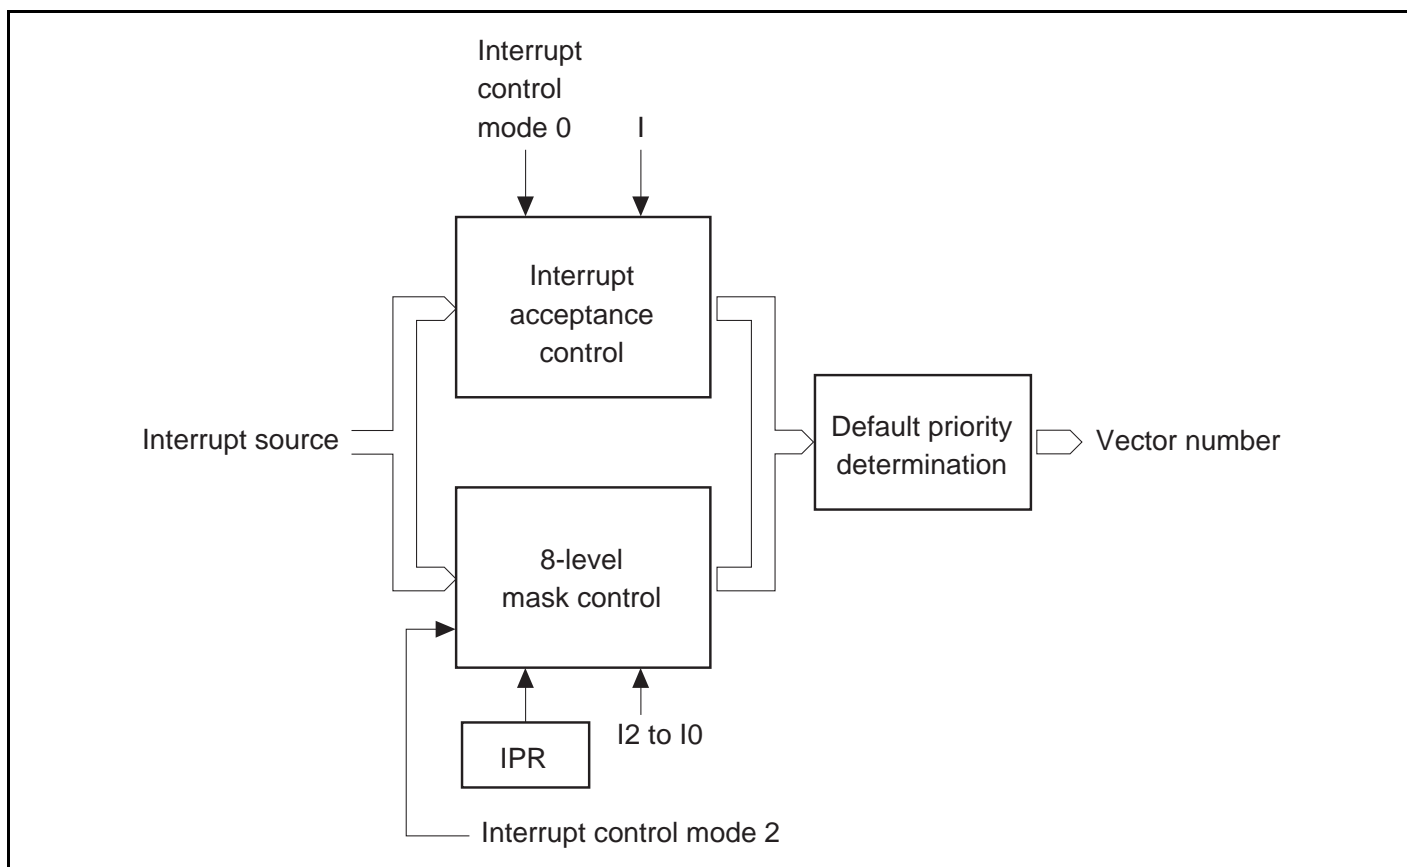 Interrupt
control
mode 0
I
Interrupt
acceptance
control
Interrupt source
Default priority
determination
Vector number
8-level
mask control
IPR
I2 to I0
Interrupt control mode 2